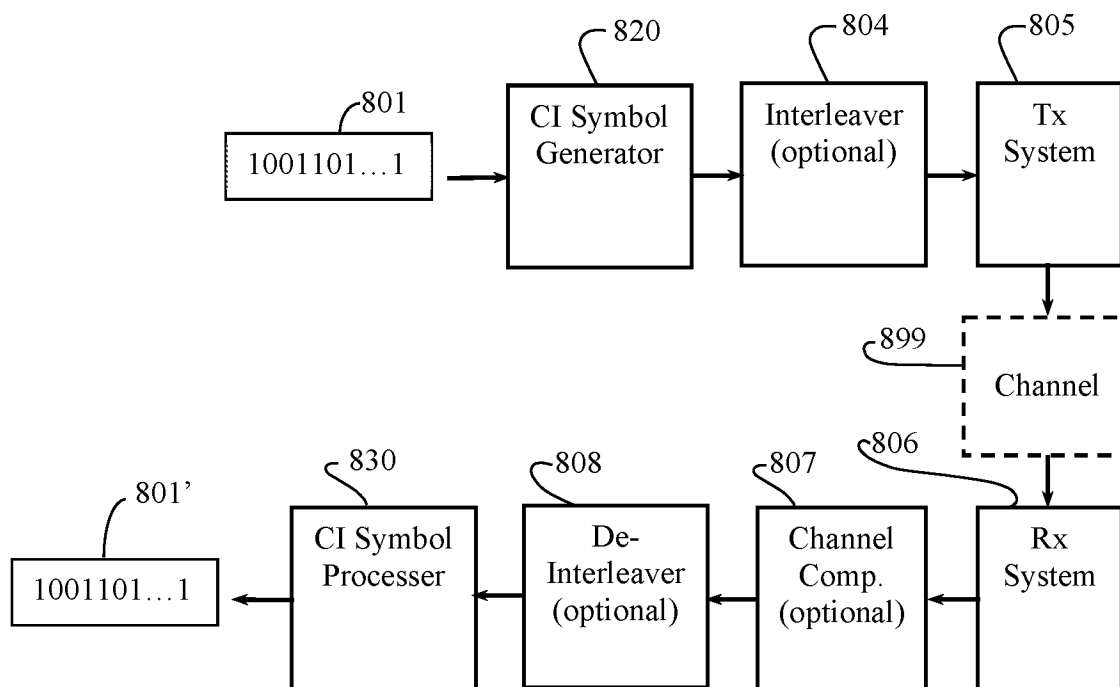 820
804
805
801
1001101...1
CI Symbol
Generator
Interleaver
(optional)
Tx
System
899
Channel
830
808
807
806
801’
1001101...1
CI Symbol
Processer
De-
Interleaver
(optional)
Channel
Comp.
(optional)
Rx
System